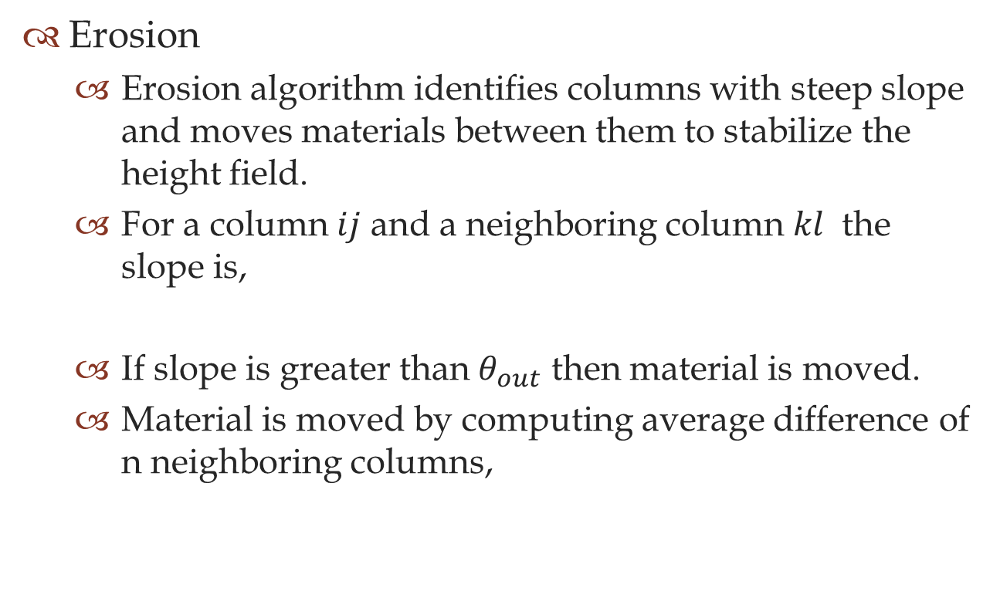 Erosion
Erosion algorithm identifies columns with steep slope
and moves materials between them to stabilize the
height field.
For a column 𝑖𝑗 and a neighboring column 𝑘𝑙 the
slope is,
If slope is greater than 𝜃𝑜𝑢𝑡 then material is moved.
Material is moved by computing average difference of
n neighboring columns,